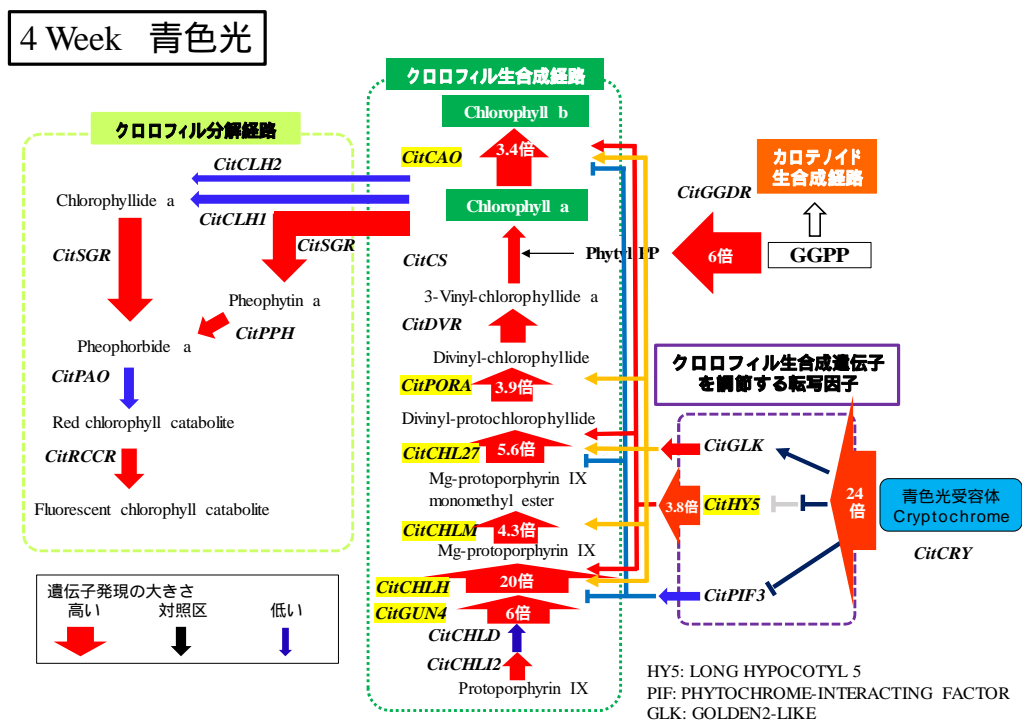 4 Week 青色光
クロロフィル分解経路
CitCLH2
Chlorophyllide a
CitCLH1
CitSGR
CitSGR
Pheophytin a
CitPPH
Pheophorbide a
CitPAO
Red chlorophyll catabolite
CitRCCR
Fluorescent chlorophyll catabolite
遺伝子発現の大きさ
高い 対照区 低い
クロロフィル生合成経路
Chlorophyll b
CitCAO
3.4倍
Chlorophyll a
CitCS
3-Vinyl-chlorophyllide a
CitDVR
Divinyl-chlorophyllide
CitPORA
3.9倍
Divinyl-protochlorophyllide
CitCHL27
5.6倍
Mg-protoporphyrin IX
monomethyl ester
CitCHLM
4.3倍
Mg-protoporphyrin IX
CitCHLH
20倍
CitGUN4
6倍
CitCHLD
CitCHLI2
Protoporphyrin IX
カロテノイド
生合成経路
CitGGDR
Phytyl PP
6倍
GGPP
クロロフィル生合成遺伝子
を調節する転写因子
CitGLK
3.8倍
CitHY5
24
倍
青色光受容体
Cryptochrome
CitCRY
CitPIF3
HY5: LONG HYPOCOTYL 5
PIF: PHYTOCHROME-INTERACTING FACTOR
GLK: GOLDEN2-LIKE